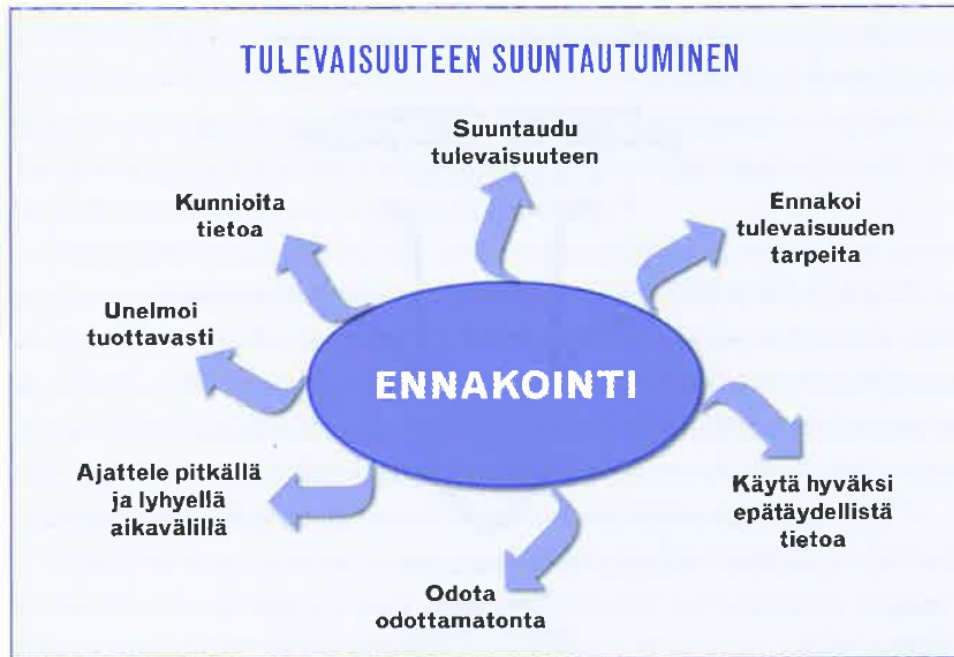 TULEVAISUUTEEN SUUNTAUTUMINEN
Suuntaudu
tulevaisuuteen
Ennakoi
tulevaisuuden
tarpeita
Kunnioita
tietoa
Unelmoi
tuottavasti
ENNAKOINTI
Ajattele pitkällä
ja lyhyellä
aikavälillä
Käytä hyväksi
epätäydellistä
tietoa
Odota
odottamatonta